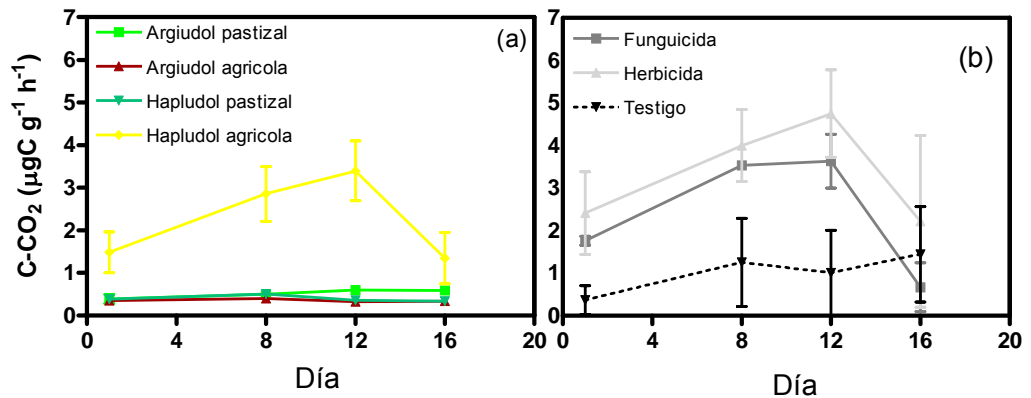 C-CO₂ (µgC g⁻¹ h⁻¹)
7
6
5
4
3
2
1
0
Argiudol pastizal
Argiudol agricola
Hapludol pastizal
Hapludol agricola
(a)
0 4 8 12 16 20
Día
7
6
5
4
3
2
1
0
Funguicida
Herbicida
Testigo
(b)
0 4 8 12 16 20
Día